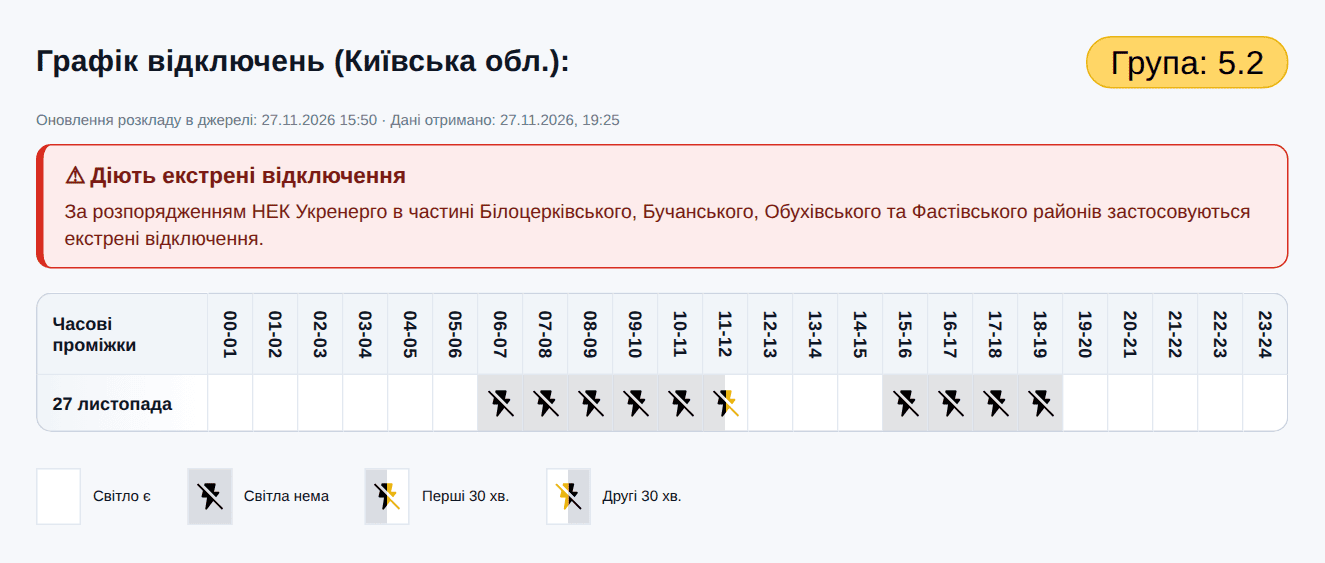 Графік відключень (Київська обл.):
Група: 5.2
Оновлення розкладу в джерелі: 27.11.2026 15:50 · Дані отримано: 27.11.2026, 19:25
⚠ Діють екстрені відключення
За розпорядженням НЕК Укренерго в частині Білоцерківського, Бучанського, Обухівського та Фастівського районів застосовуються
екстрені відключення.
Часові
проміжки
00-01
01-02
02-03
03-04
04-05
05-06
06-07
07-08
08-09
09-10
10-11
11-12
12-13
13-14
14-15
15-16
16-17
17-18
18-19
19-20
20-21
21-22
22-23
23-24
27 листопада
Світло є
Світла нема
Перші 30 хв.
Другі 30 хв.